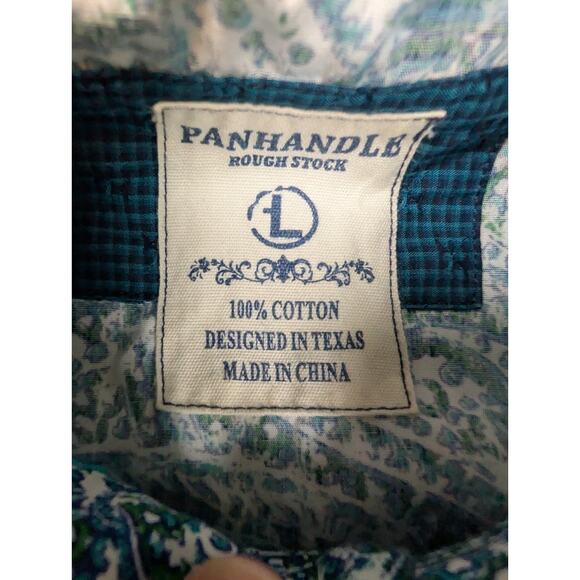 PANHANDLE
ROUGH STOCK
L
100% COTTON
DESIGNED IN TEXAS
MADE IN CHINA